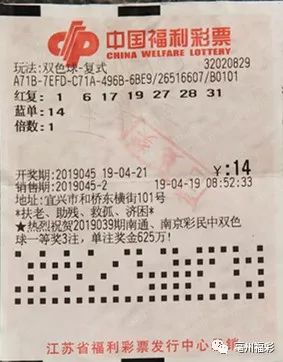 中国福利彩票
CHINA WELFARE LOTTERY
玩法:双色球-复式 32020829
A71B-7EFD-C71A-496B-6BE9/26516607/B0101
红复: 1 6 17 19 27 28 31
蓝单:14
倍数:1
开奖期:2019045 19-04-21 ¥:14
销售期:2019045-2 19-04-19 08:52:33
地址:宜兴市和桥东横街101号
*扶老、助残、救孤、济困*
★热烈祝贺2019039期南通、南京彩民中双色
球一等奖3注,单注奖金625万!
江苏省福利彩票发行中心承销
亳州福彩